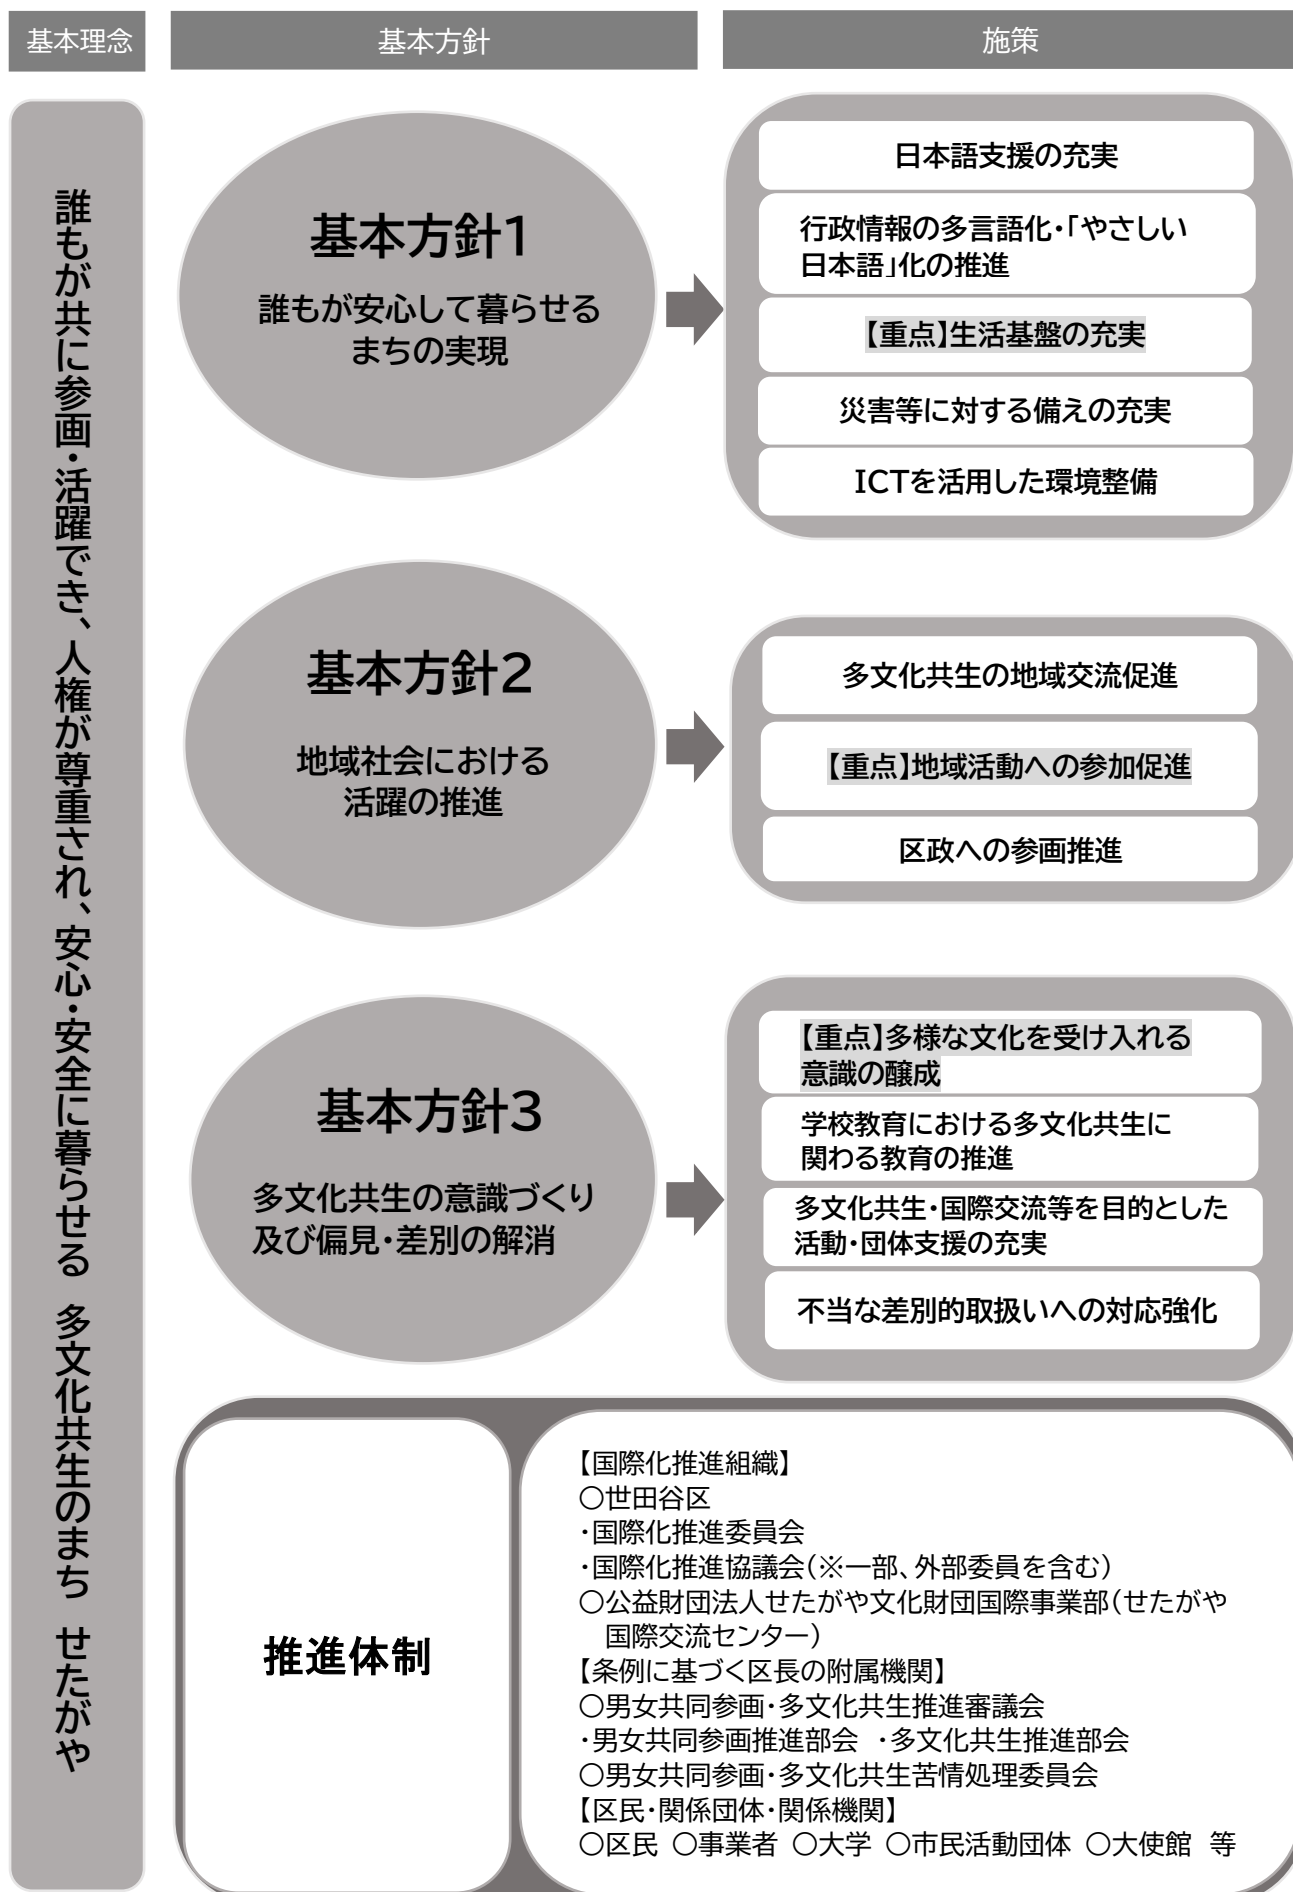 基本理念
基本方針
施策
誰もが共に参画・活躍でき、人権が尊重され、安心・安全に暮らせる 多文化共生のまち せたがや
基本方針1
誰もが安心して暮らせる
まちの実現
日本語支援の充実
行政情報の多言語化・「やさしい
日本語」化の推進
【重点】生活基盤の充実
災害等に対する備えの充実
ICTを活用した環境整備
基本方針2
地域社会における
活躍の推進
多文化共生の地域交流促進
【重点】地域活動への参加促進
区政への参画推進
基本方針3
多文化共生の意識づくり
及び偏見・差別の解消
【重点】多様な文化を受け入れる
意識の醸成
学校教育における多文化共生に
関わる教育の推進
多文化共生・国際交流等を目的とした
活動・団体支援の充実
不当な差別的取扱いへの対応強化
推進体制
【国際化推進組織】
○世田谷区
・国際化推進委員会
・国際化推進協議会(※一部、外部委員を含む)
○公益財団法人せたがや文化財団国際事業部(せたがや
国際交流センター)
【条例に基づく区長の附属機関】
○男女共同参画・多文化共生推進審議会
・男女共同参画推進部会 ・多文化共生推進部会
○男女共同参画・多文化共生苦情処理委員会
【区民・関係団体・関係機関】
○区民 ○事業者 ○大学 ○市民活動団体 ○大使館 等